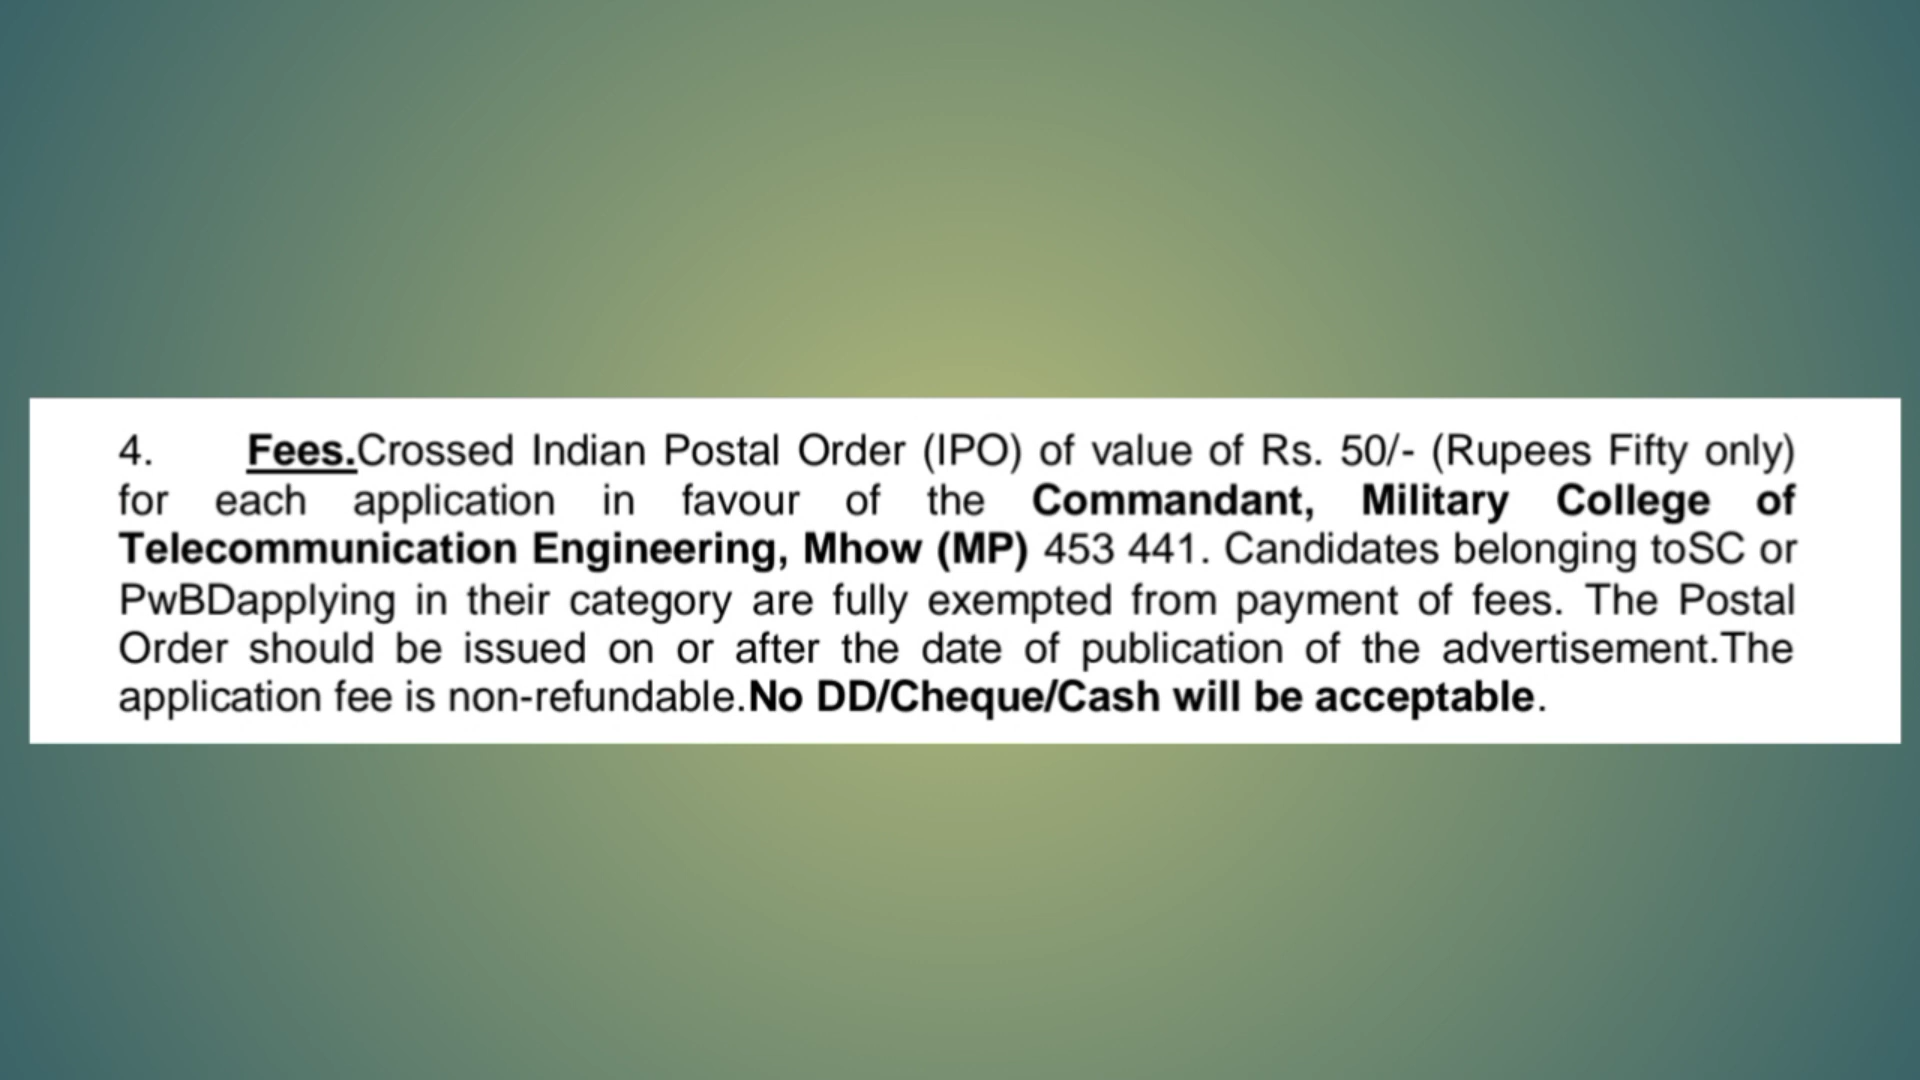 4. Fees.Crossed Indian Postal Order (IPO) of value of Rs. 50/- (Rupees Fifty only)
for each application in favour of the Commandant, Military College of
Telecommunication Engineering, Mhow (MP) 453 441. Candidates belonging toSC or
PwBDapplying in their category are fully exempted from payment of fees. The Postal
Order should be issued on or after the date of publication of the advertisement.The
application fee is non-refundable.No DD/Cheque/Cash will be acceptable.